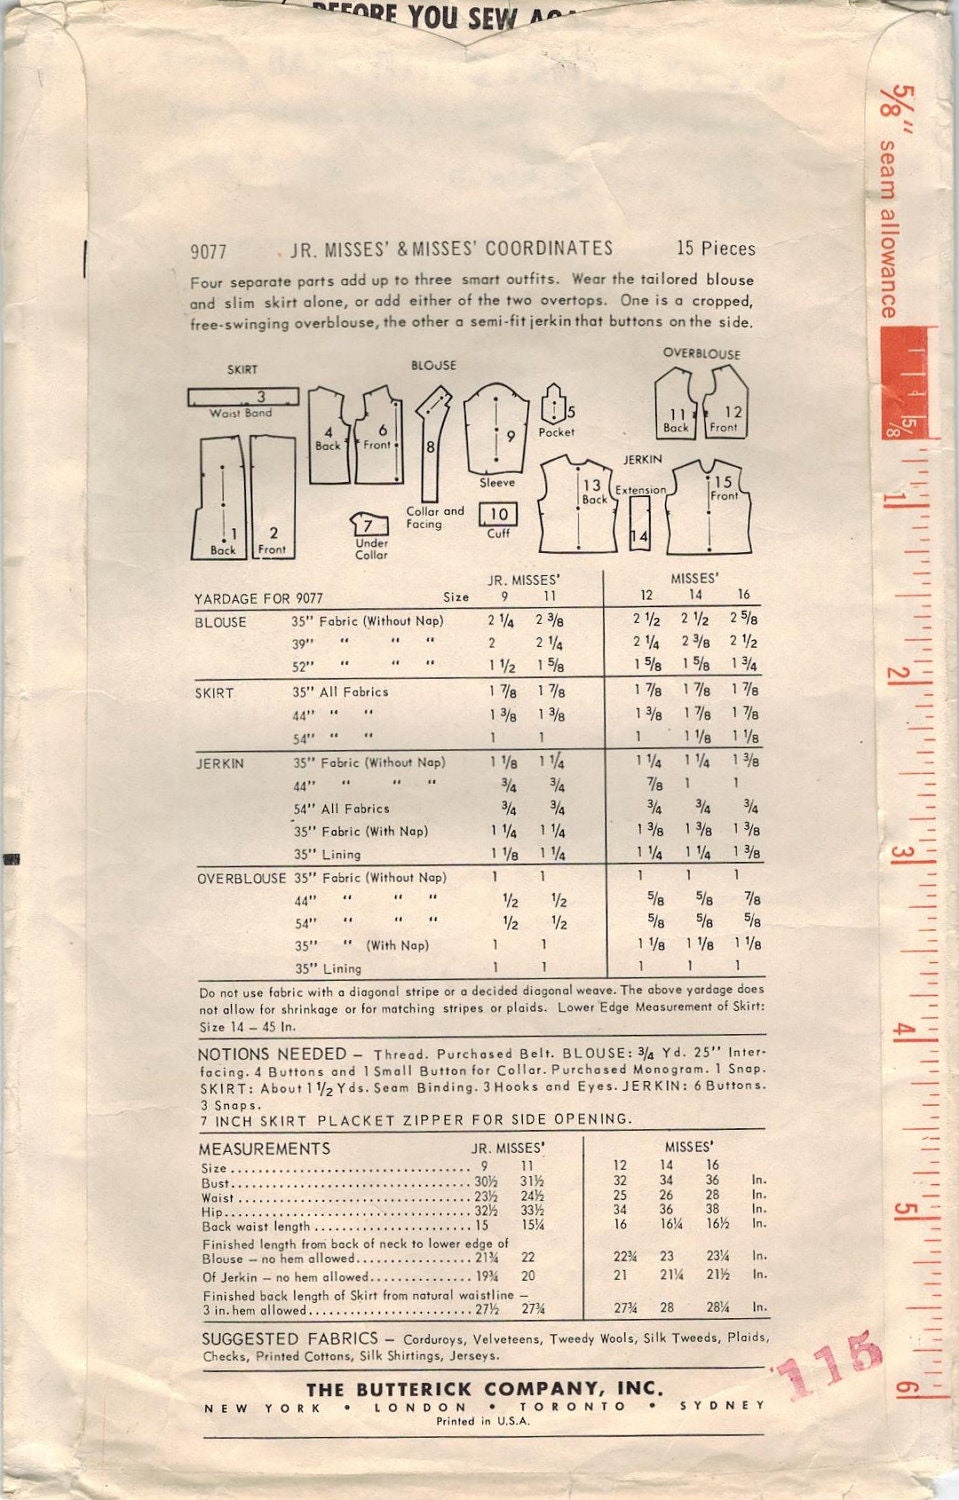 BEFORE YOU SEW
5/8" seam allowance
9077 JR. MISSES' & MISSES' COORDINATES 15 Pieces
Four separate parts add up to three smart outfits. Wear the tailored blouse
and slim skirt alone, or add either of the two overtops. One is a cropped,
free-swinging overblouse, the other a semi-fit jerkin that buttons on the side.
SKIRT
3
Waist Band
1
Back
2
Front
BLOUSE
4
Back
6
Front
8
Collar and
Facing
9
Sleeve
5
Pocket
7
Under
Collar
10
Cuff
OVERBLOUSE
11
Back
12
Front
JERKIN
13
Back
Extension
14
15
Front
JR. MISSES' MISSES'
YARDAGE FOR 9077 Size 9 11 12 14 16
BLOUSE 35" Fabric (Without Nap) 2 1/4 2 3/8 2 1/2 2 1/2 2 5/8
39" " " " 2 2 1/4 2 1/4 2 3/8 2 1/2
52" " " " 1 1/2 1 5/8 1 5/8 1 5/8 1 3/4
SKIRT 35" All Fabrics 1 7/8 1 7/8 1 7/8 1 7/8 1 7/8
44" " " 1 3/8 1 3/8 1 3/8 1 7/8 1 7/8
54" " " 1 1 1 1 1/8 1 1/8
JERKIN 35" Fabric (Without Nap) 1 1/8 1 1/4 1 1/4 1 1/4 1 3/8
44" " " " 3/4 3/4 7/8 1 1
54" All Fabrics 3/4 3/4 3/4 3/4 3/4
35" Fabric (With Nap) 1 1/4 1 1/4 1 3/8 1 3/8 1 3/8
35" Lining 1 1/8 1 1/4 1 1/4 1 1/4 1 3/8
OVERBLOUSE 35" Fabric (Without Nap) 1 1 1 1 1
44" " " " 1/2 1/2 5/8 5/8 7/8
54" " " " 1/2 1/2 5/8 5/8 5/8
35" " (With Nap) 1 1 1 1/8 1 1/8 1 1/8
35" Lining 1 1 1 1 1
Do not use fabric with a diagonal stripe or a decided diagonal weave. The above yardage does
not allow for shrinkage or for matching stripes or plaids. Lower Edge Measurement of Skirt:
Size 14 – 45 In.
NOTIONS NEEDED – Thread. Purchased Belt. BLOUSE: 3/4 Yd. 25" Inter-
facing. 4 Buttons and 1 Small Button for Collar. Purchased Monogram. 1 Snap.
SKIRT: About 1 1/2 Yds. Seam Binding. 3 Hooks and Eyes. JERKIN: 6 Buttons.
3 Snaps.
7 INCH SKIRT PLACKET ZIPPER FOR SIDE OPENING.
MEASUREMENTS JR. MISSES' MISSES'
Size 9 11 12 14 16
Bust 30½ 31½ 32 34 36 In.
Waist 23½ 24½ 25 26 28 In.
Hip 32½ 33½ 34 36 38 In.
Back waist length 15 15¼ 16 16¼ 16½ In.
Finished length from back of neck to lower edge of
Blouse – no hem allowed 21¾ 22 22¾ 23 23¼ In.
Of Jerkin – no hem allowed 19¾ 20 21 21¼ 21½ In.
Finished back length of Skirt from natural waistline –
3 in. hem allowed 27½ 27¾ 27¾ 28 28¼ In.
SUGGESTED FABRICS – Corduroys, Velveteens, Tweedy Wools, Silk Tweeds, Plaids,
Checks, Printed Cottons, Silk Shirtings, Jerseys.
THE BUTTERICK COMPANY, INC.
NEW YORK • LONDON • TORONTO • SYDNEY
Printed in U.S.A.
115
5/8
1
2
3
4
5
6